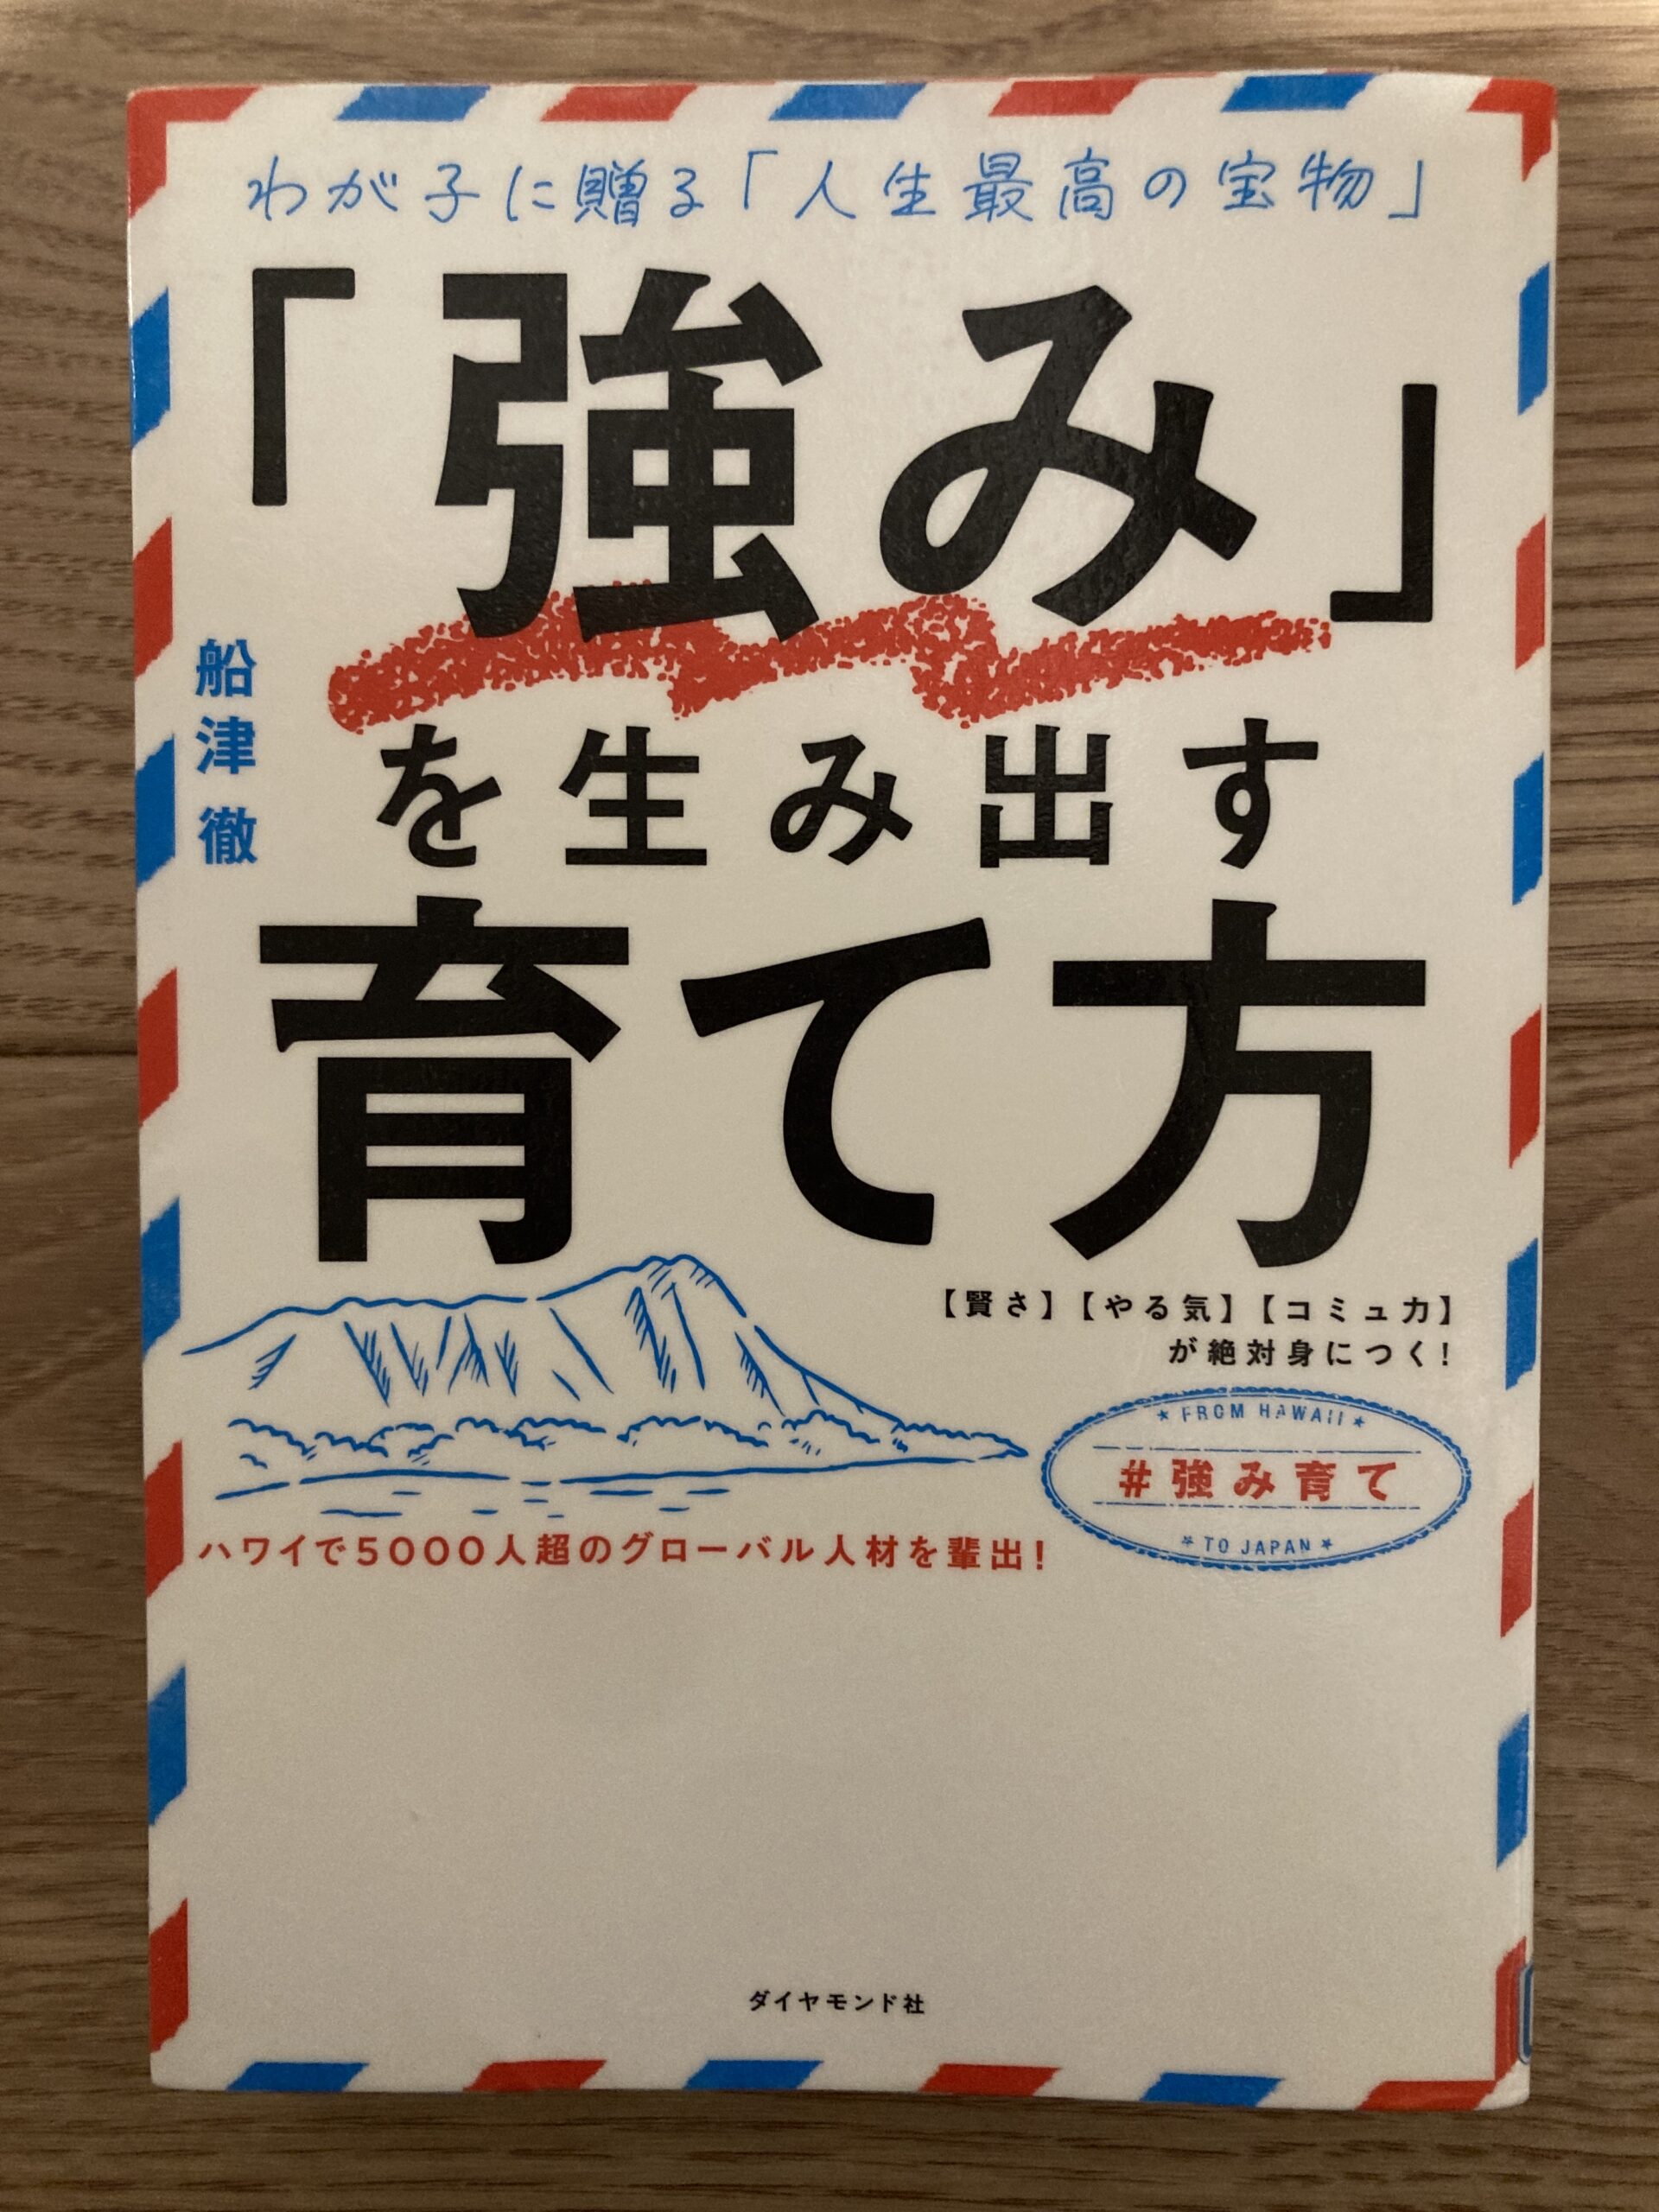 わが子に贈る「人生最高の宝物」
「強み」
を生み出す
育て方
船津 徹
【賢さ】【やる気】【コミュ力】
が絶対身につく!
FROM HAWAII
#強み育て
TO JAPAN
ハワイで5000人超のグローバル人材を輩出!
ダイヤモンド社